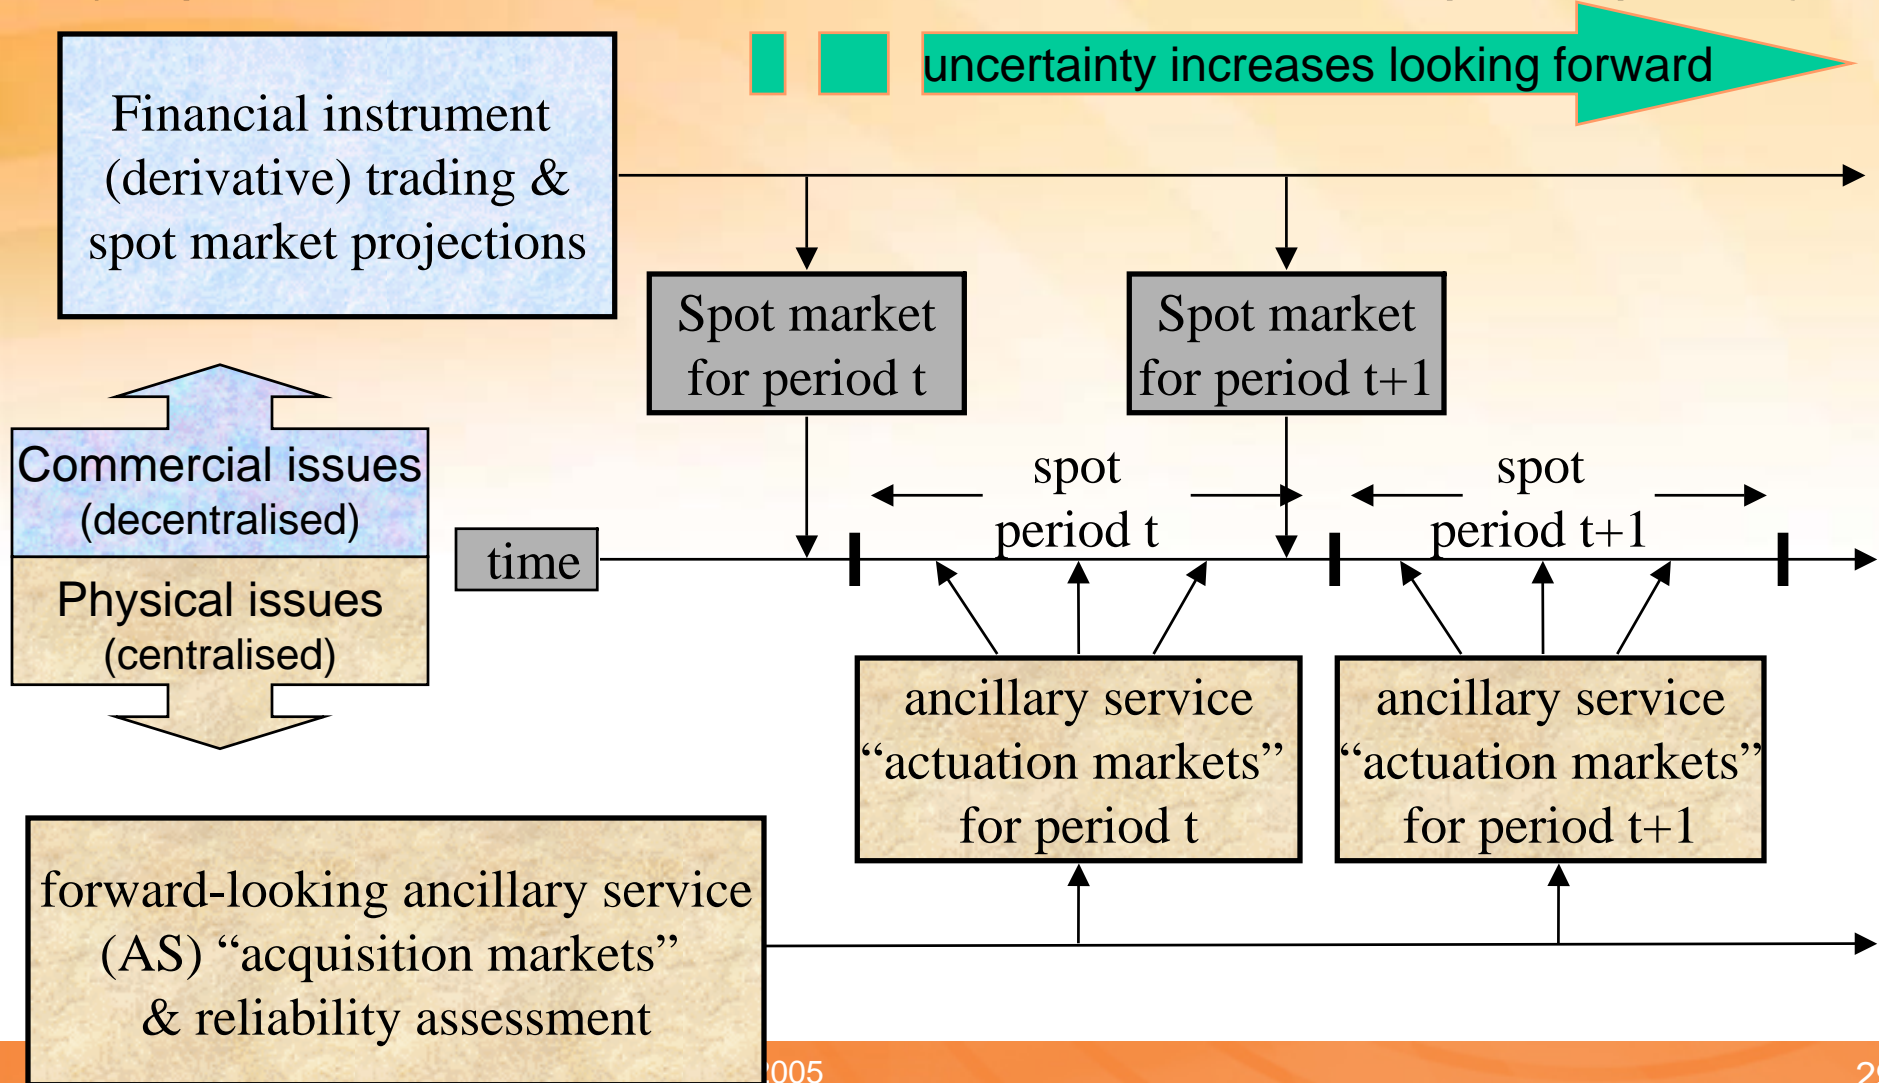 uncertainty increases looking forward
Financial instrument
(derivative) trading &
spot market projections
Spot market
for period t
Spot market
for period t+1
Commercial issues
(decentralised)
Physical issues
(centralised)
time
spot
period t
spot
period t+1
ancillary service
“actuation markets”
for period t
ancillary service
“actuation markets”
for period t+1
forward-looking ancillary service
(AS) “acquisition markets”
& reliability assessment